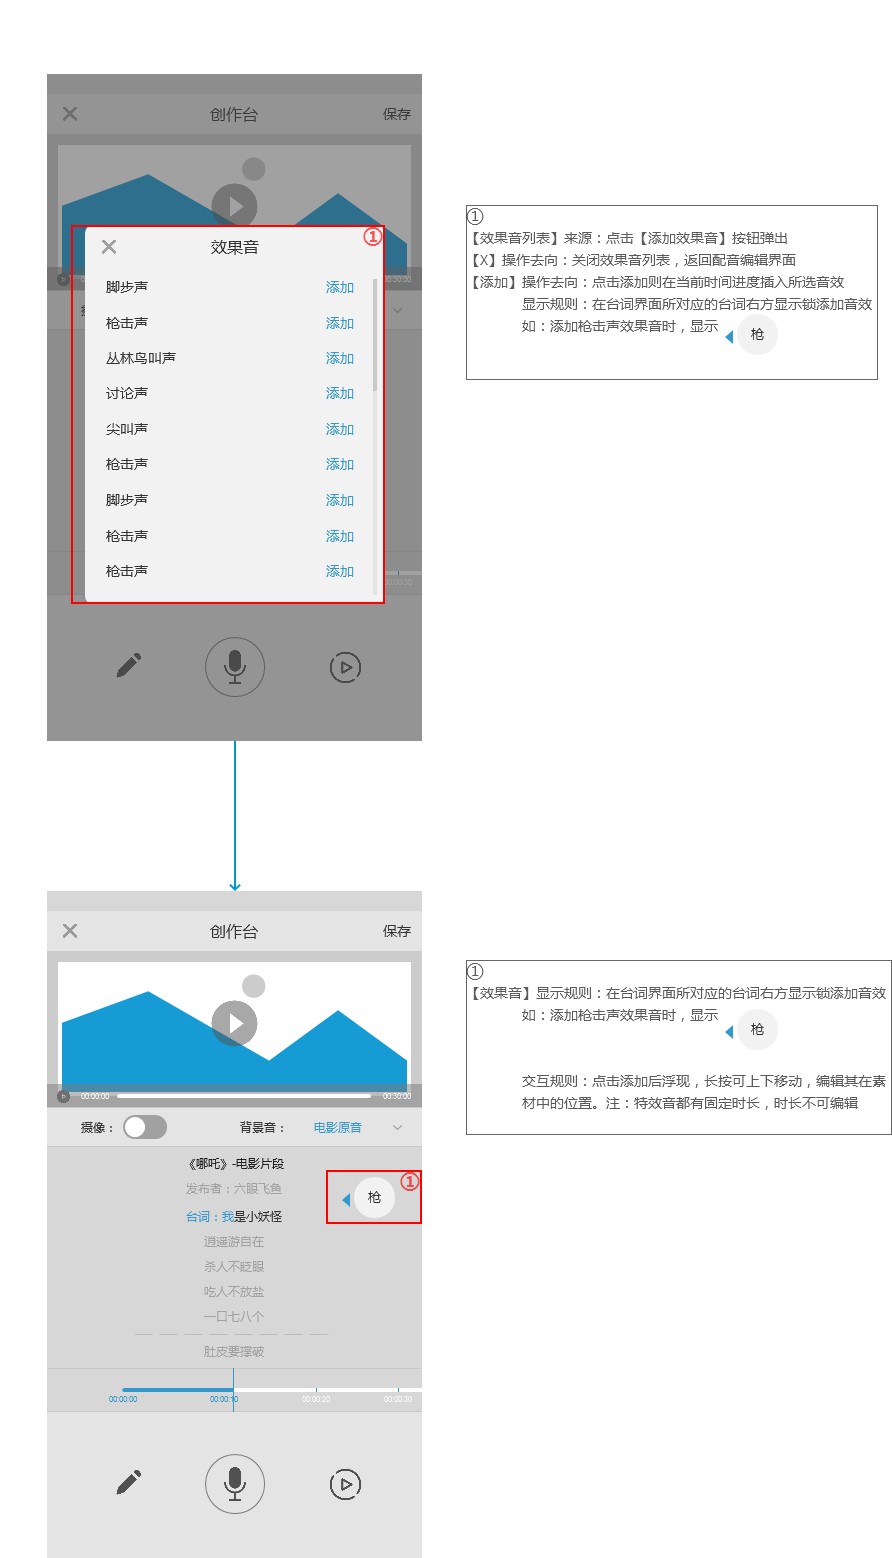 创作台
保存
效果音
①
脚步声 添加
枪击声 添加
丛林鸟叫声 添加
讨论声 添加
尖叫声 添加
枪击声 添加
脚步声 添加
枪击声 添加
枪击声 添加
00:00:30
①
【效果音列表】来源：点击【添加效果音】按钮弹出
【X】操作去向：关闭效果音列表，返回配音编辑界面
【添加】操作去向：点击添加则在当前时间进度插入所选音效
显示规则：在台词界面所对应的台词右方显示锁添加音效
如：添加枪击声效果音时，显示 枪
创作台
保存
00:00:00 00:30:00
摄像： 背景音： 电影原音
《哪吒》-电影片段
发布者：六眼飞鱼
①
枪
台词：我是小妖怪
逍遥游自在
杀人不眨眼
吃人不放盐
一口七八个
肚皮要撑破
00:00:00 00:00:10 00:00:20 00:00:30
①
【效果音】显示规则：在台词界面所对应的台词右方显示锁添加音效
如：添加枪击声效果音时，显示 枪
交互规则：点击添加后浮现，长按可上下移动，编辑其在素
材中的位置。注：特效音都有固定时长，时长不可编辑